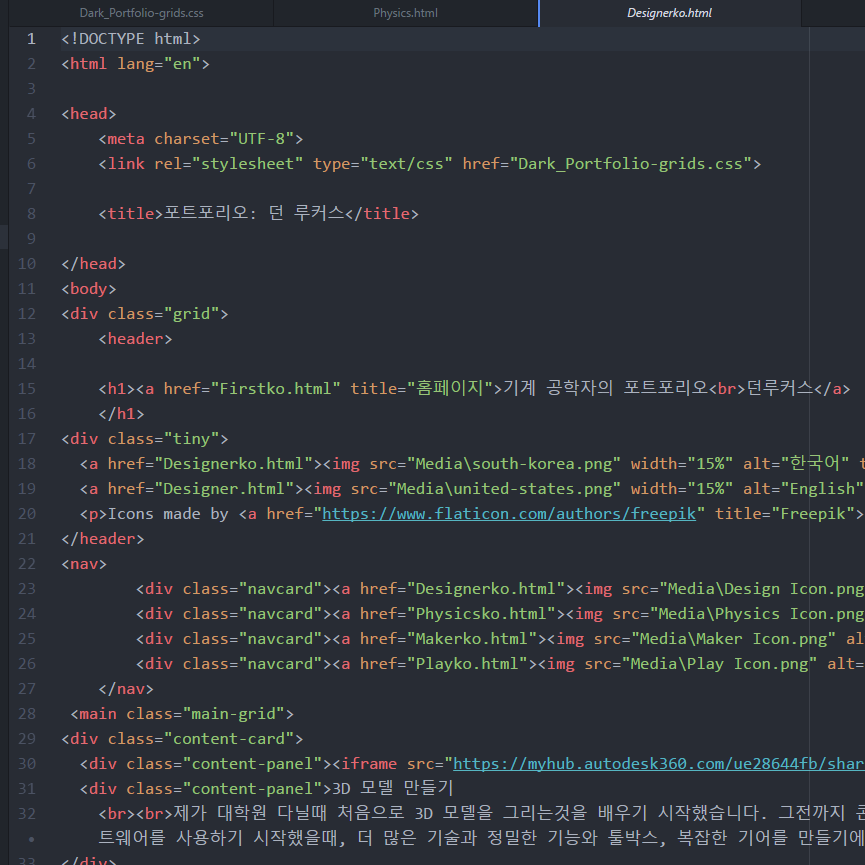 Dark_Portfolio-grids.css Physics.html Designerko.html
1 <!DOCTYPE html>
2 <html lang="en">
3
4 <head>
5 <meta charset="UTF-8">
6 <link rel="stylesheet" type="text/css" href="Dark_Portfolio-grids.css">
7
8 <title>포트포리오: 던 루커스</title>
9
10 </head>
11 <body>
12 <div class="grid">
13 <header>
14
15 <h1><a href="Firstko.html" title="홈페이지">기계 공학자의 포트포리오<br>던루커스</a>
16 </h1>
17 <div class="tiny">
18 <a href="Designerko.html"><img src="Media\south-korea.png" width="15%" alt="한국어" t
19 <a href="Designer.html"><img src="Media\united-states.png" width="15%" alt="English"
20 <p>Icons made by <a href="https://www.flaticon.com/authors/freepik" title="Freepik">
21 </header>
22 <nav>
23 <div class="navcard"><a href="Designerko.html"><img src="Media\Design Icon.png
24 <div class="navcard"><a href="Physicsko.html"><img src="Media\Physics Icon.png
25 <div class="navcard"><a href="Makerko.html"><img src="Media\Maker Icon.png" al
26 <div class="navcard"><a href="Playko.html"><img src="Media\Play Icon.png" alt=
27 </nav>
28 <main class="main-grid">
29 <div class="content-card">
30 <div class="content-panel"><iframe src="https://myhub.autodesk360.com/ue28644fb/shar
31 <div class="content-panel">3D 모델 만들기
32 <br><br>제가 대학원 다닐때 처음으로 3D 모델을 그리는것을 배우기 시작했습니다. 그전까지
• 트웨어를 사용하기 시작했을때, 더 많은 기술과 정밀한 기능와 툴박스, 복잡한 기어를 만들기에
33 </div>